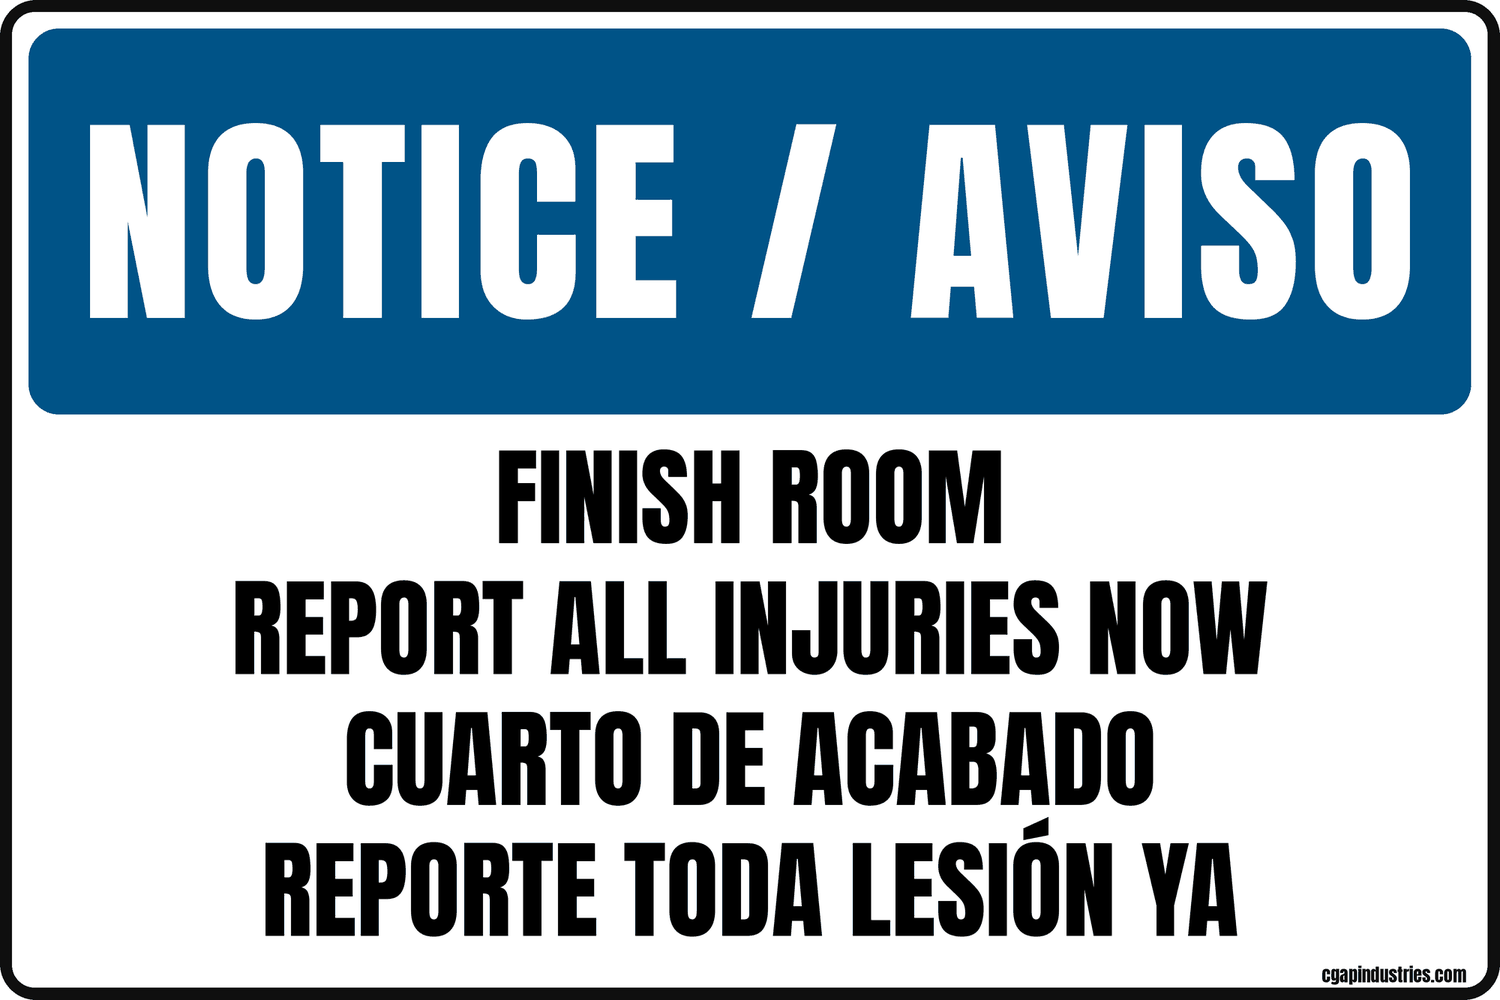 NOTICE / AVISO
FINISH ROOM
REPORT ALL INJURIES NOW
CUARTO DE ACABADO
REPORTE TODA LESIÓN YA
cgapindustries.com